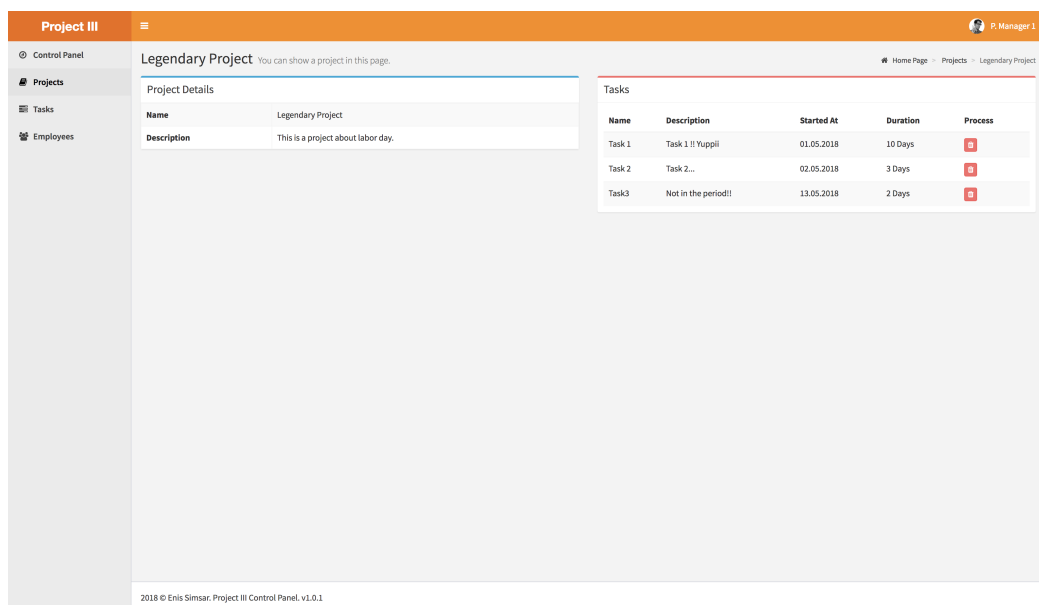 Project III
P. Manager 1
Control Panel
Projects
Tasks
Employees
Legendary Project You can show a project in this page.
Home Page > Projects > Legendary Project
Project Details
Name Legendary Project
Description This is a project about labor day.
Tasks
Name Description Started At Duration Process
Task 1 Task 1 !! Yuppii 01.05.2018 10 Days
Task 2 Task 2... 02.05.2018 3 Days
Task3 Not in the period!! 13.05.2018 2 Days
2018 © Enis Simsar. Project III Control Panel. v1.0.1